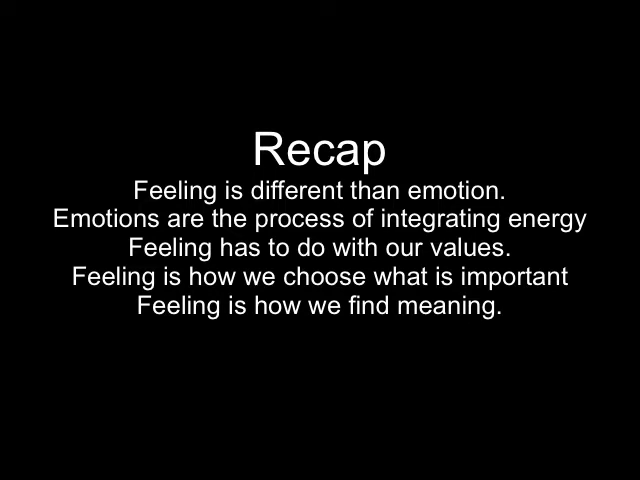 Recap
Feeling is different than emotion.
Emotions are the process of integrating energy
Feeling has to do with our values.
Feeling is how we choose what is important
Feeling is how we find meaning.